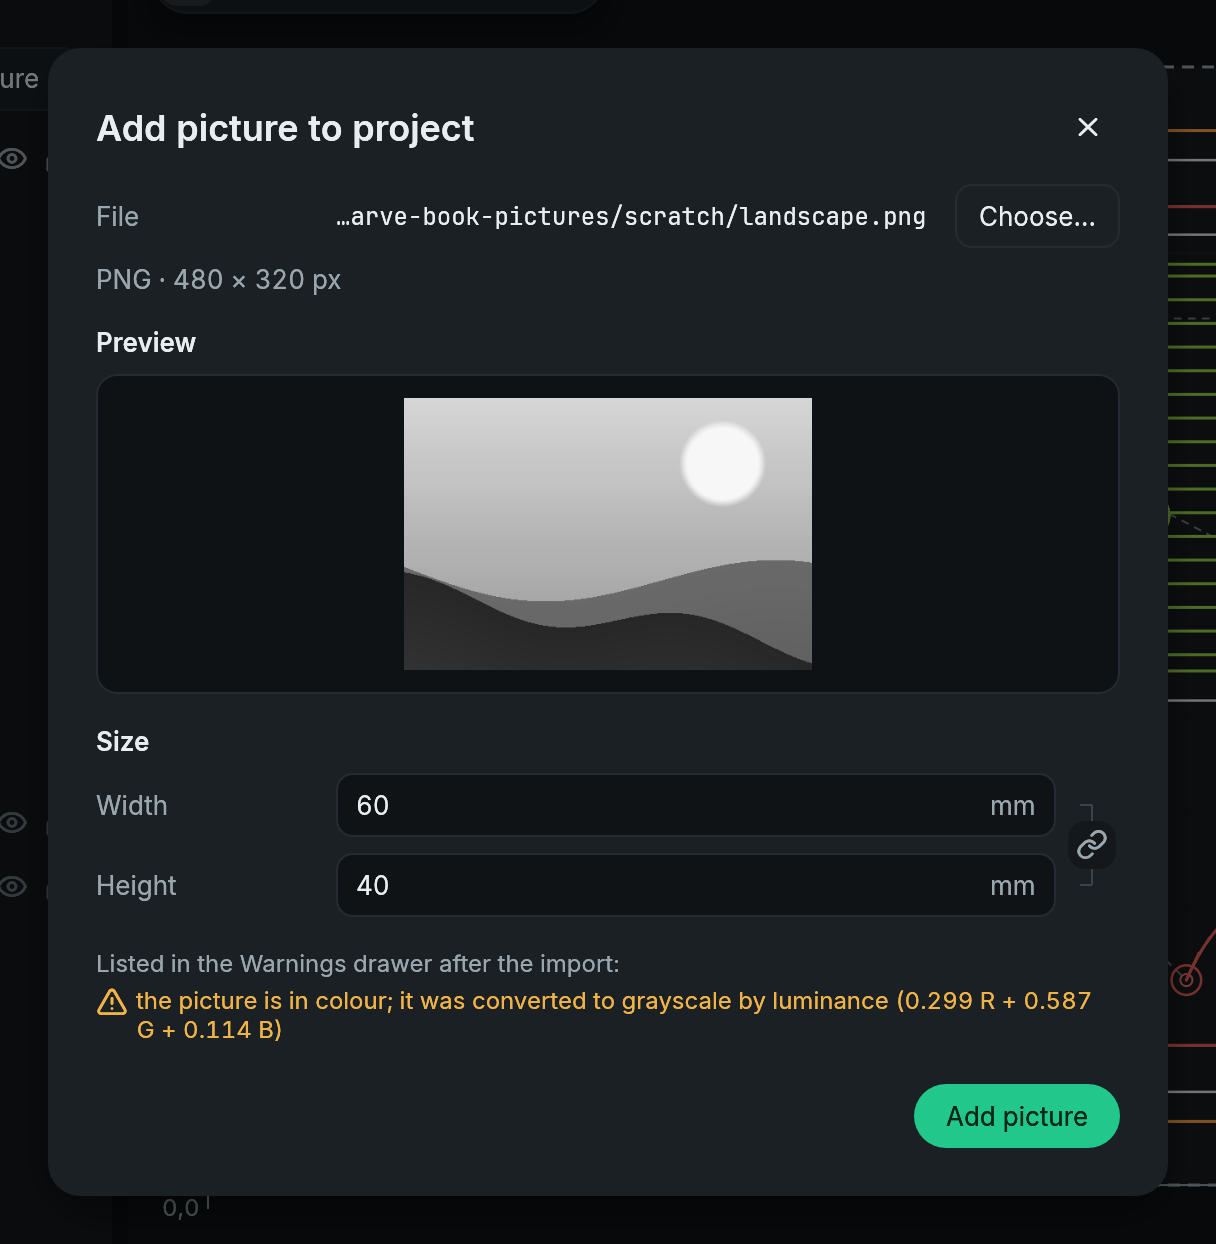 ure
Add picture to project
File
…arve-book-pictures/scratch/landscape.png
Choose…
PNG · 480 × 320 px
Preview
Size
Width
60
mm
Height
40
mm
Listed in the Warnings drawer after the import:
the picture is in colour; it was converted to grayscale by luminance (0.299 R + 0.587
G + 0.114 B)
Add picture
0,0